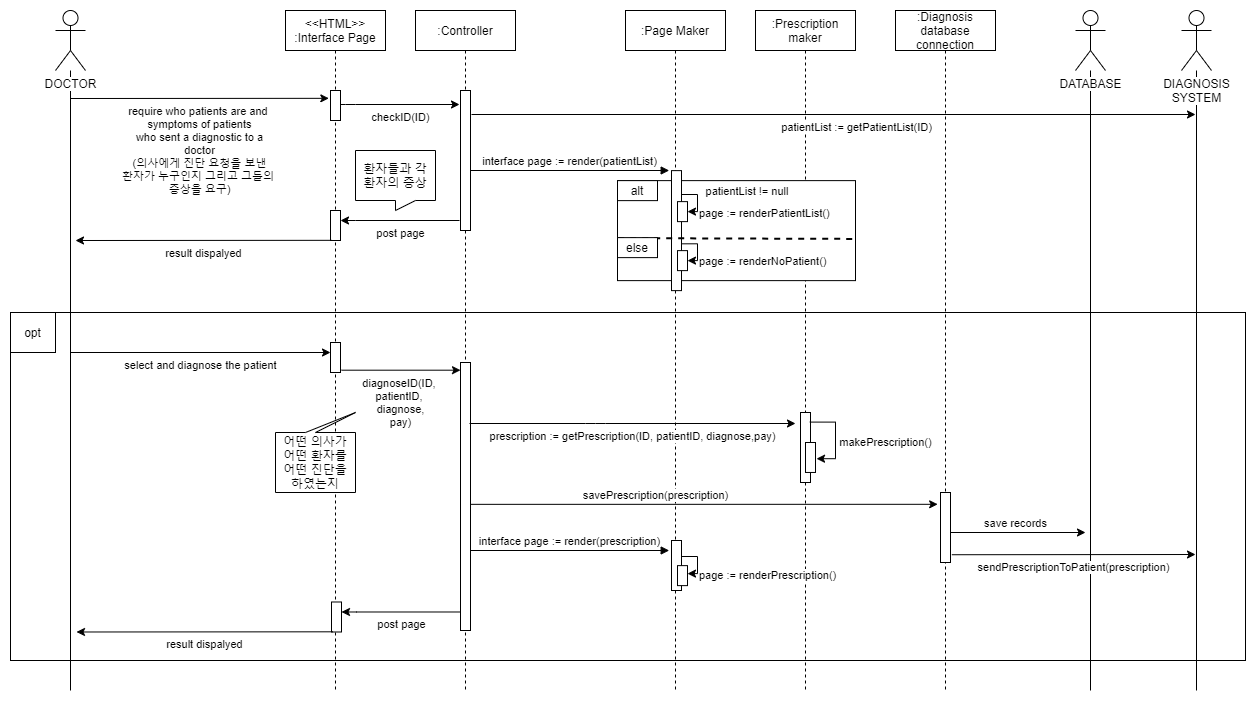 <<HTML>>
:Interface Page
:Controller
:Page Maker
:Prescription
maker
:Diagnosis
database
connection
DOCTOR
DATABASE
DIAGNOSIS
SYSTEM
require who patients are and
symptoms of patients
who sent a diagnostic to a
doctor
(의사에게 진단 요청을 보낸
환자가 누구인지 그리고 그들의
증상을 요구)
checkID(ID)
patientList := getPatientList(ID)
환자들과 각
환자의 증상
interface page := render(patientList)
alt
patientList != null
page := renderPatientList()
else
page := renderNoPatient()
post page
result dispalyed
opt
select and diagnose the patient
diagnoseID(ID,
patientID,
diagnose,
pay)
어떤 의사가
어떤 환자를
어떤 진단을
하였는지
prescription := getPrescription(ID, patientID, diagnose,pay)
makePrescription()
savePrescription(prescription)
save records
interface page := render(prescription)
sendPrescriptionToPatient(prescription)
page := renderPrescription()
post page
result dispalyed